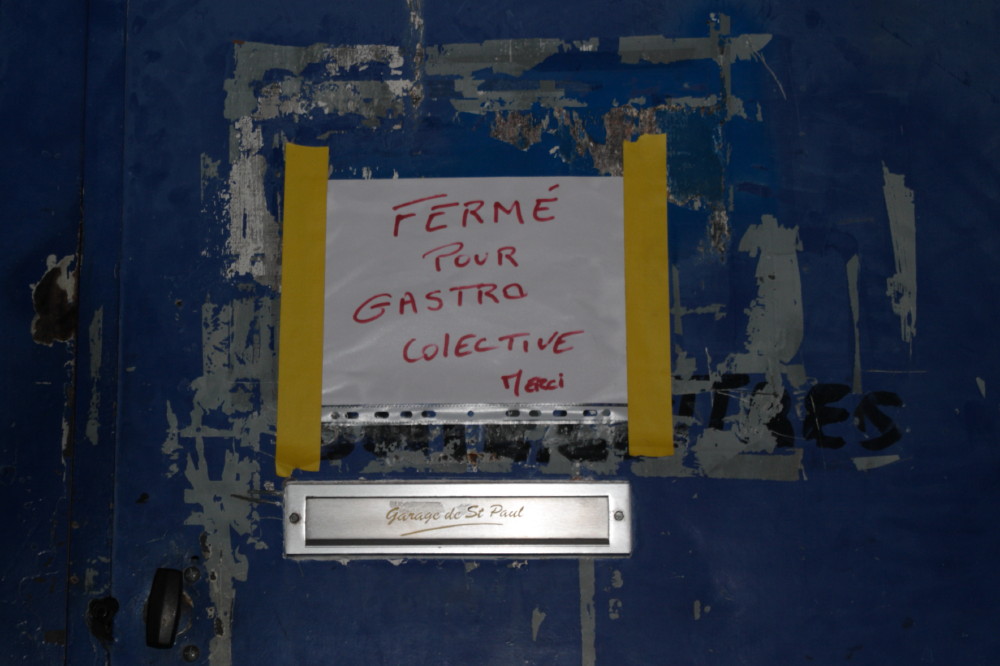 FERMÉ
POUR
GASTRO
COLECTIVE
MERCi
Garage de St Paul